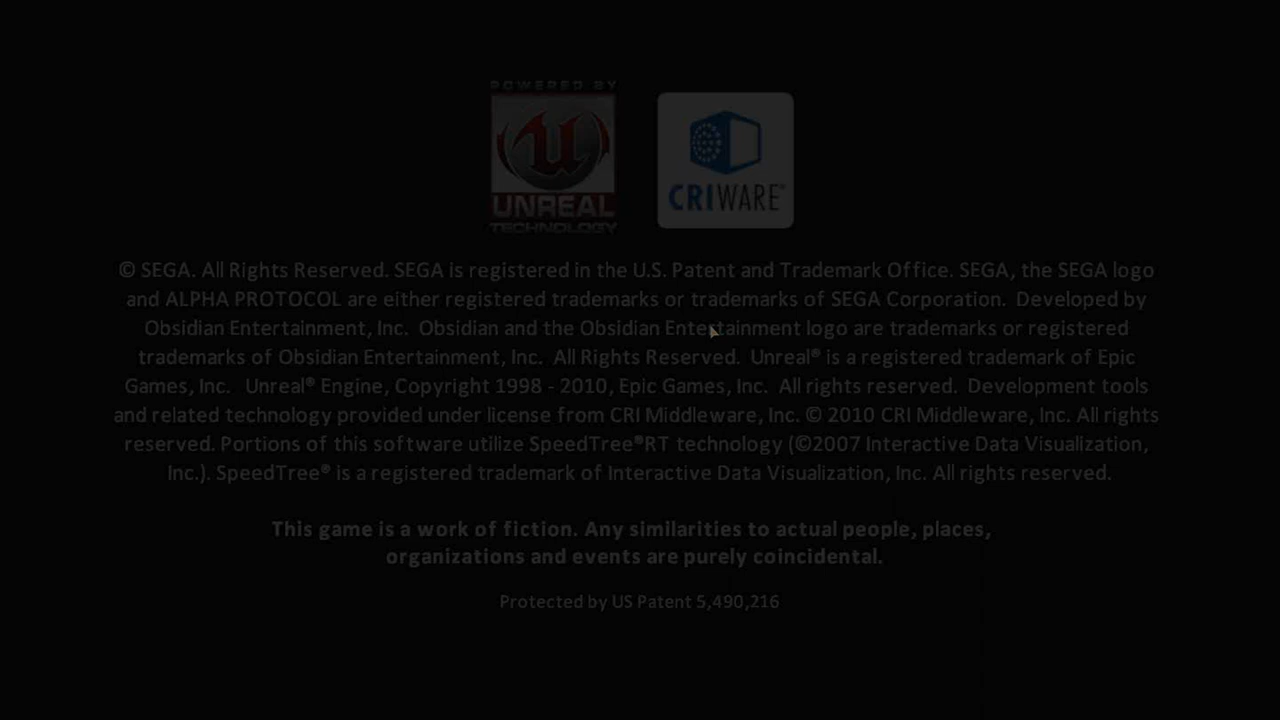 POWERED BY
UNREAL
TECHNOLOGY
CRIWARE®
© SEGA. All Rights Reserved. SEGA is registered in the U.S. Patent and Trademark Office. SEGA, the SEGA logo
and ALPHA PROTOCOL are either registered trademarks or trademarks of SEGA Corporation.  Developed by
Obsidian Entertainment, Inc.  Obsidian and the Obsidian Entertainment logo are trademarks or registered
trademarks of Obsidian Entertainment, Inc.  All Rights Reserved.  Unreal® is a registered trademark of Epic
Games, Inc.   Unreal® Engine, Copyright 1998 - 2010, Epic Games, Inc.  All rights reserved.  Development tools
and related technology provided under license from CRI Middleware, Inc. © 2010 CRI Middleware, Inc. All rights
reserved. Portions of this software utilize SpeedTree®RT technology (©2007 Interactive Data Visualization,
Inc.). SpeedTree® is a registered trademark of Interactive Data Visualization, Inc. All rights reserved.
This game is a work of fiction. Any similarities to actual people, places,
organizations and events are purely coincidental.
Protected by US Patent 5,490,216